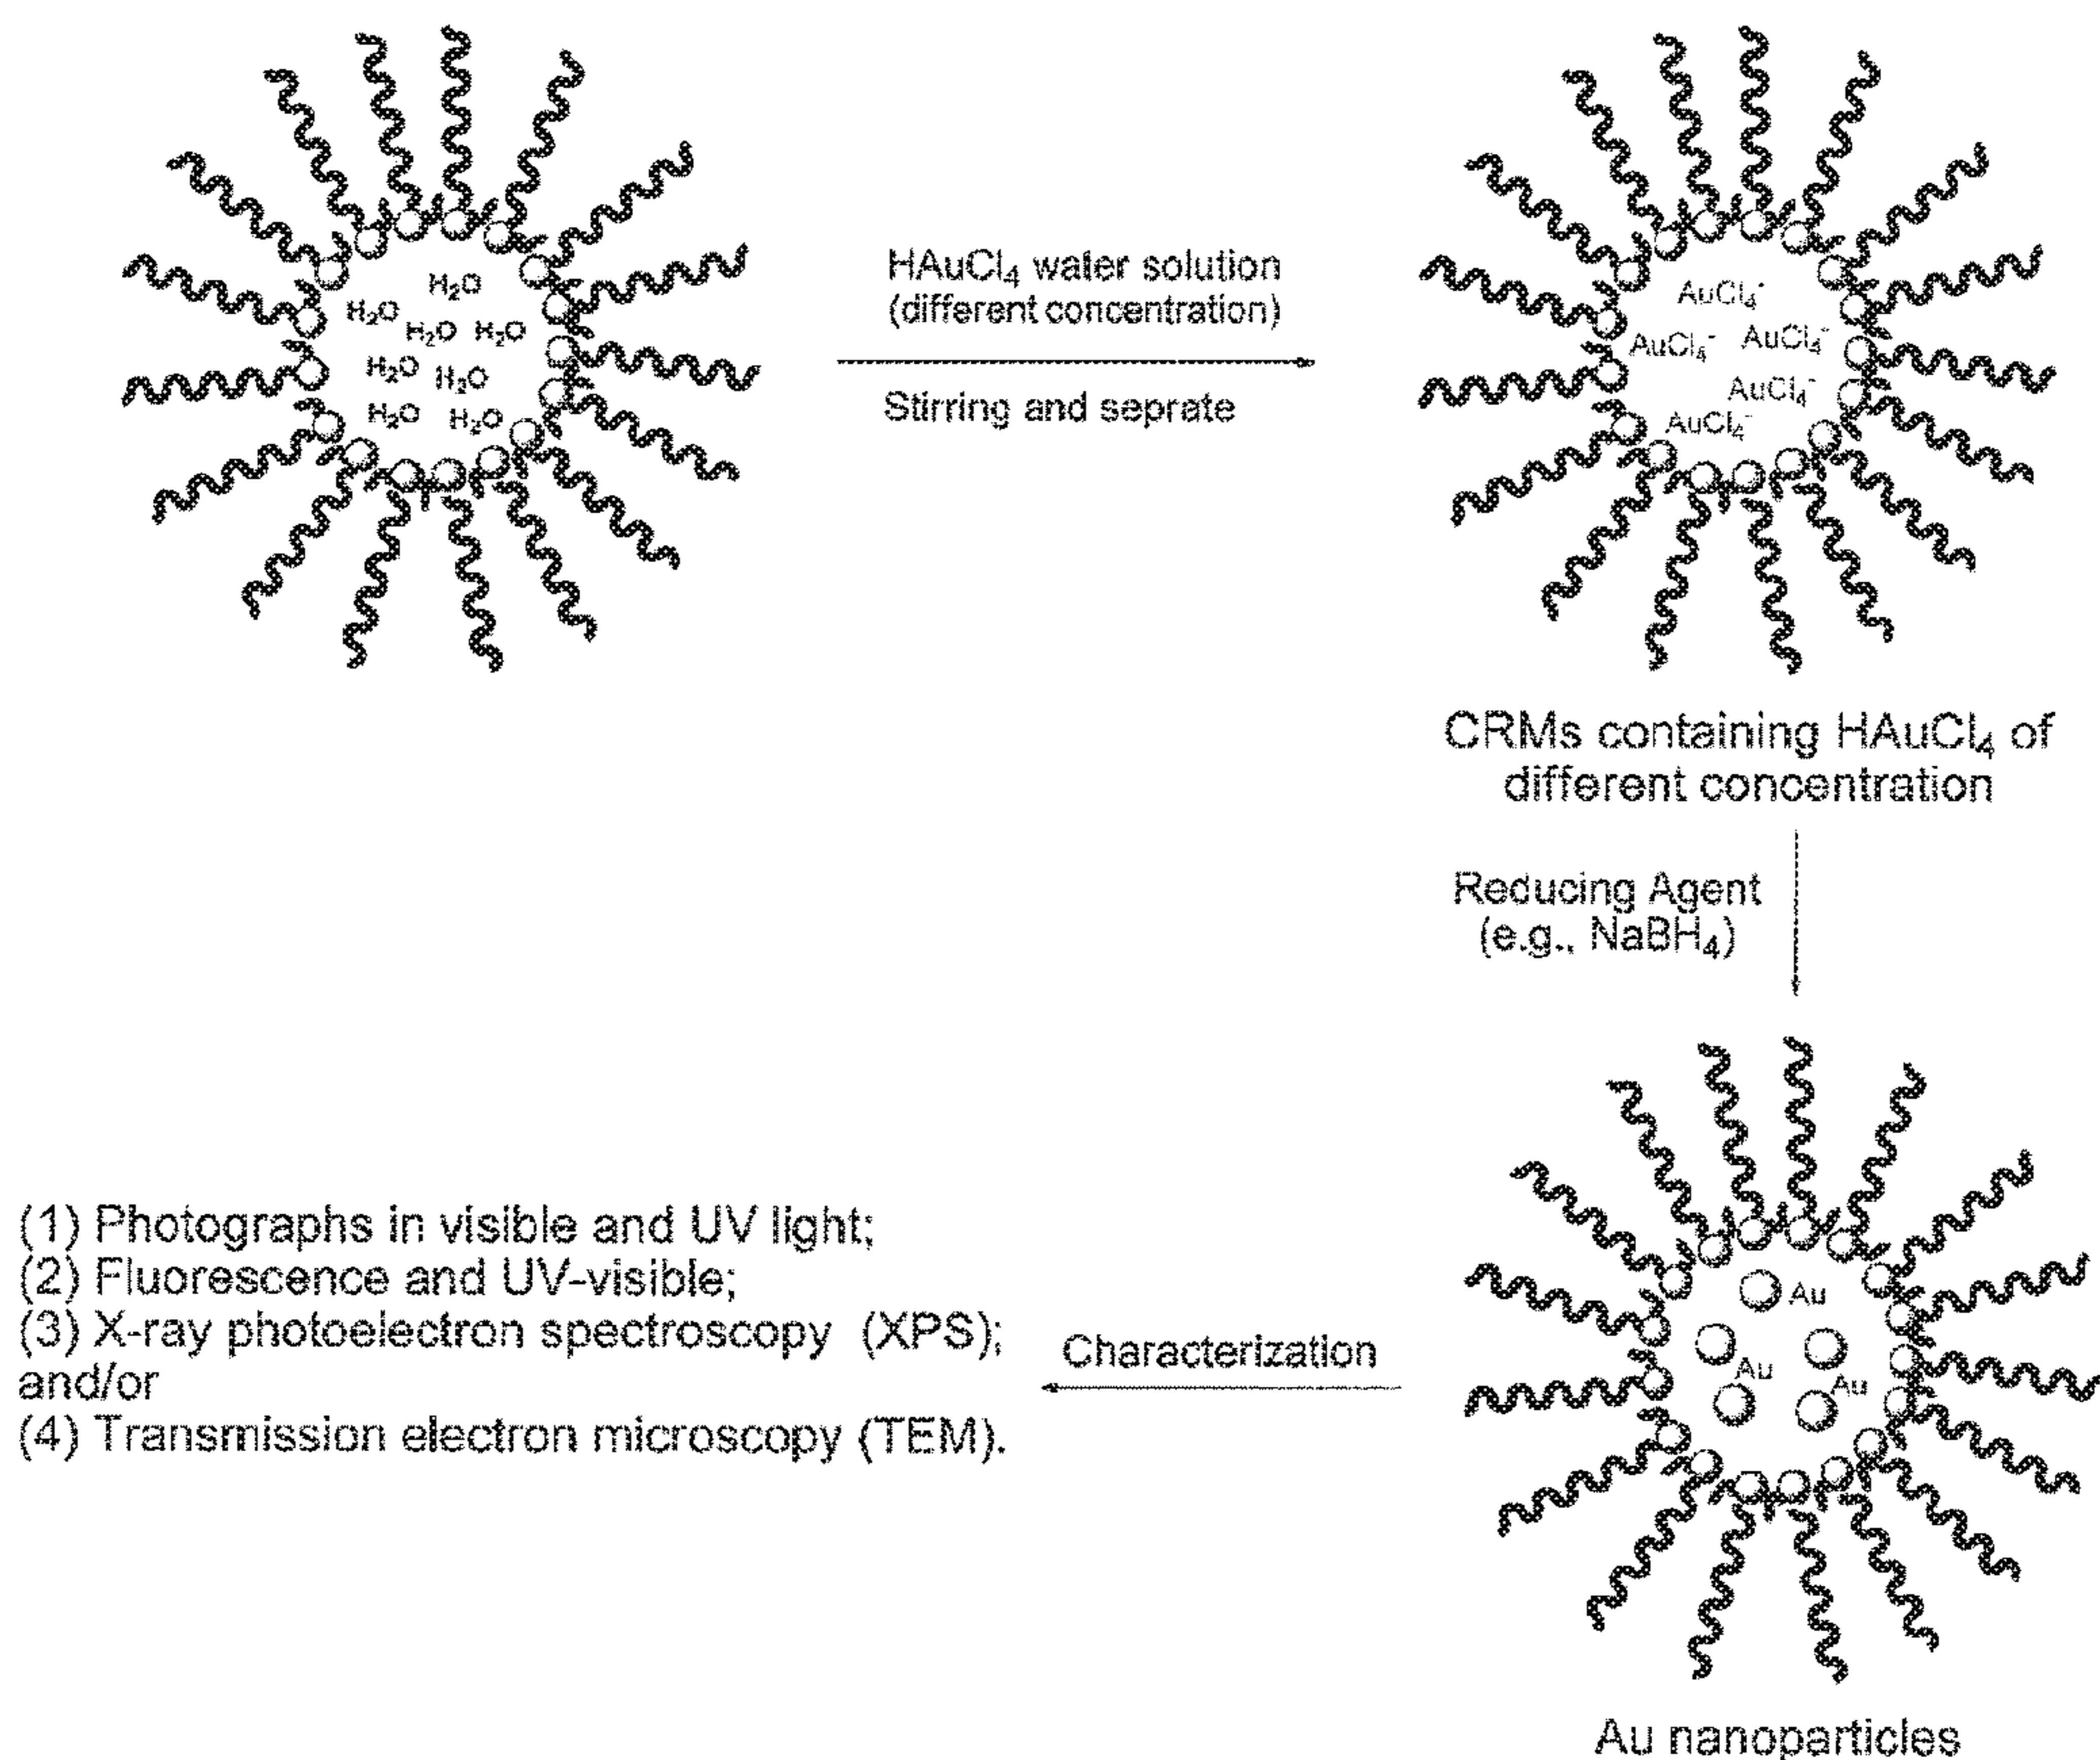 H₂O
H₂O
H₂O H₂O
H₂O
H₂O
H₂O
H₂O
HAuCl₄ water solution
(different concentration)
Stirring and seprate
AuCl₄⁻
AuCl₄⁻
AuCl₄⁻
AuCl₄⁻
AuCl₄⁻
CRMs containing HAuCl₄ of
different concentration
Reducing Agent
(e.g., NaBH₄)
Au
Au
Au
Au nanoparticles
Characterization
(1) Photographs in visible and UV light;
(2) Fluorescence and UV-visible;
(3) X-ray photoelectron spectroscopy (XPS);
and/or
(4) Transmission electron microscopy (TEM).